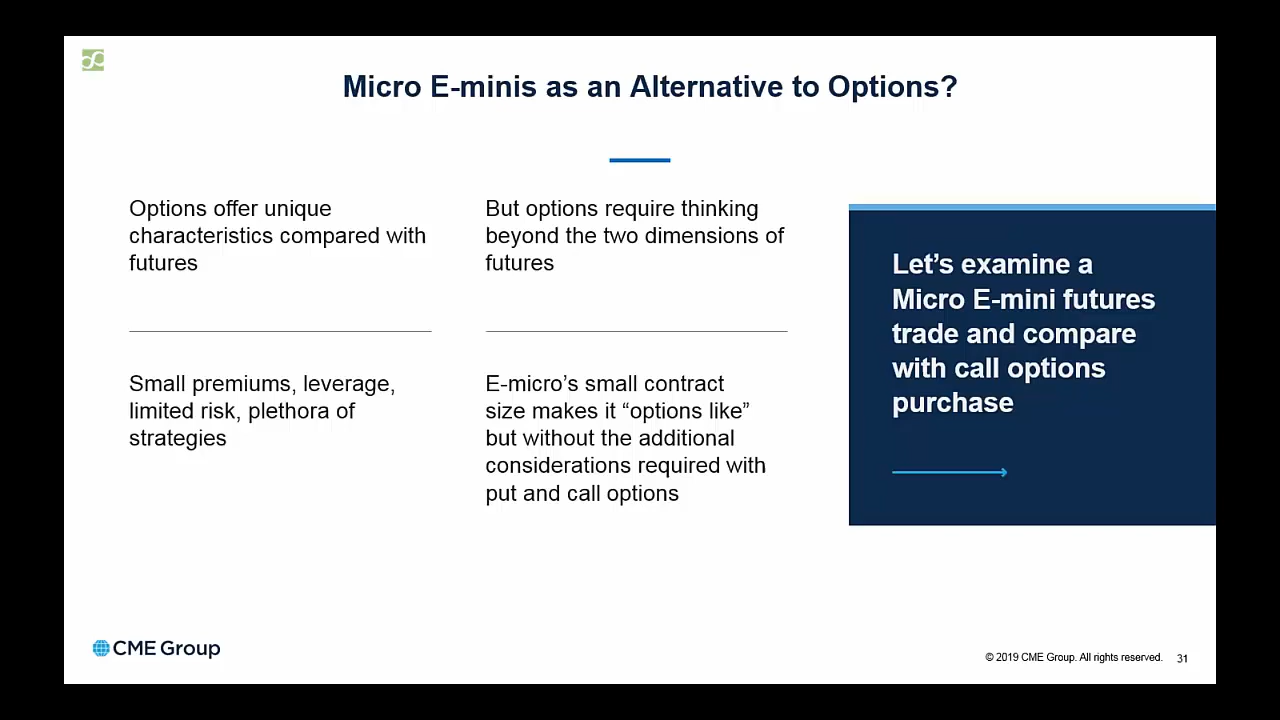 Micro E-minis as an Alternative to Options?
Options offer unique
characteristics compared with
futures
But options require thinking
beyond the two dimensions of
futures
Small premiums, leverage,
limited risk, plethora of
strategies
E-micro’s small contract
size makes it “options like”
but without the additional
considerations required with
put and call options
Let’s examine a
Micro E-mini futures
trade and compare
with call options
purchase
CME Group
© 2019 CME Group. All rights reserved.
31